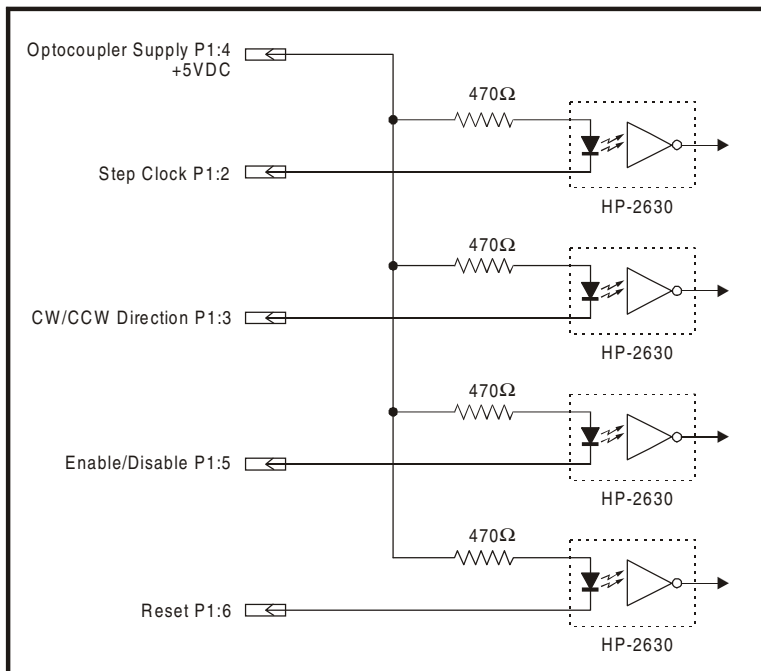 Optocoupler Supply P1:4
+5VDC
470Ω
HP-2630
Step Clock P1:2
470Ω
HP-2630
CW/CCW Direction P1:3
470Ω
HP-2630
Enable/Disable P1:5
470Ω
HP-2630
Reset P1:6